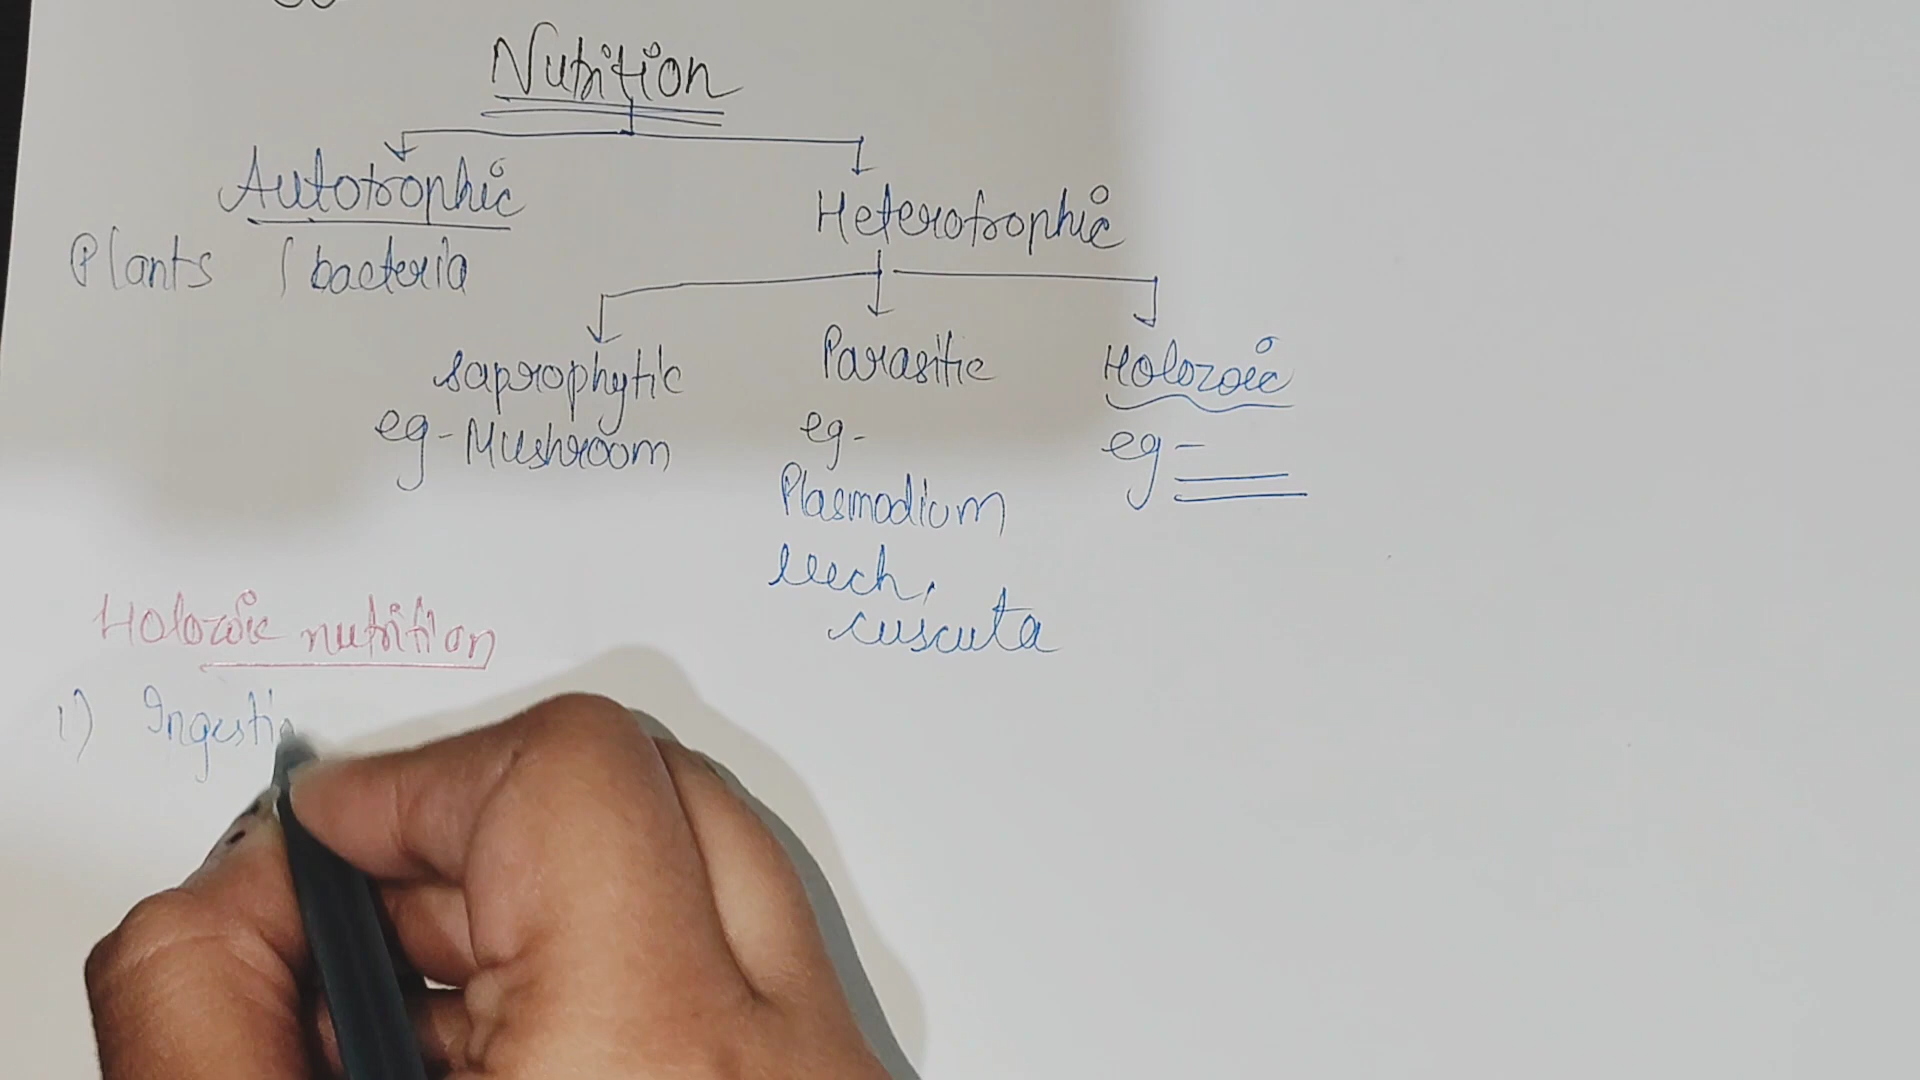 Nutrition
Autotrophic
Heterotrophic
Plants / bacteria
Saprophytic
Parasitic
Holozoic
eg- Mushroom
eg-
eg-
Plasmodium
leech,
cuscuta
Holozoic nutrition
1) Ingestio